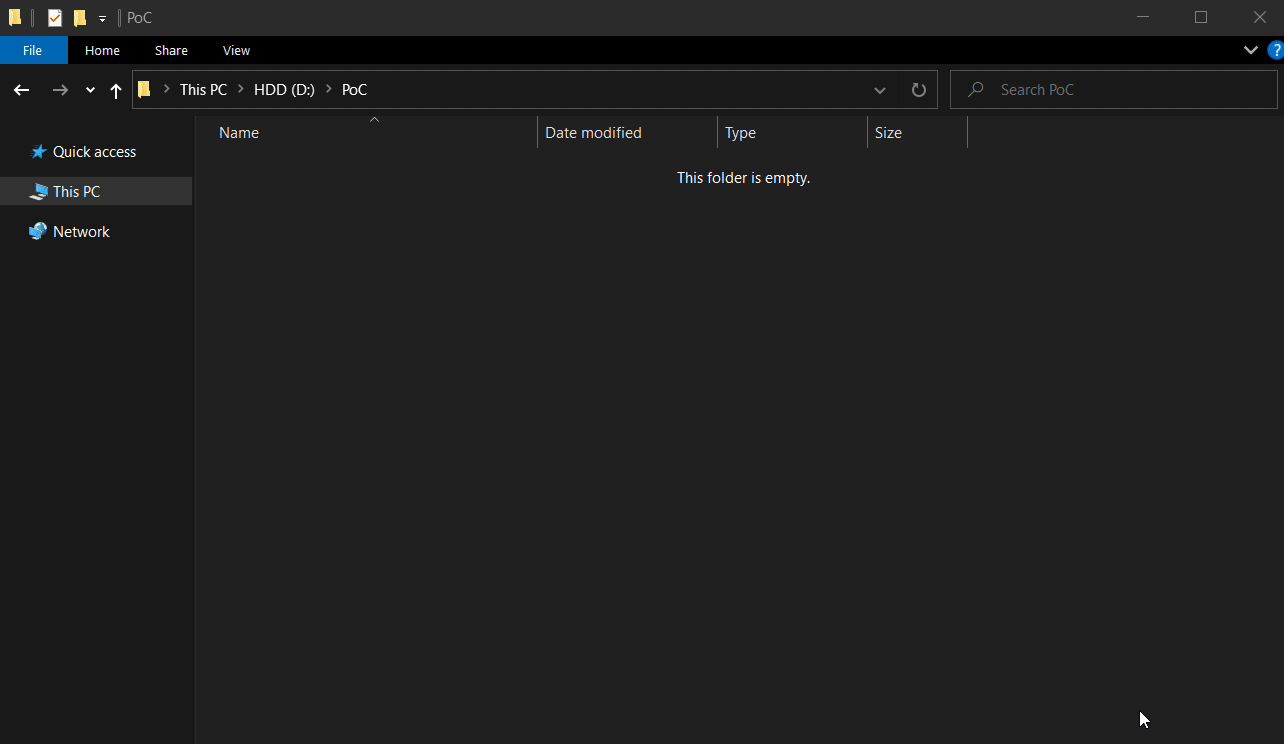 PoC
File Home Share View ?
This PC > HDD (D:) > PoC Search PoC
Name Date modified Type Size
This folder is empty.
Quick access
This PC
Network